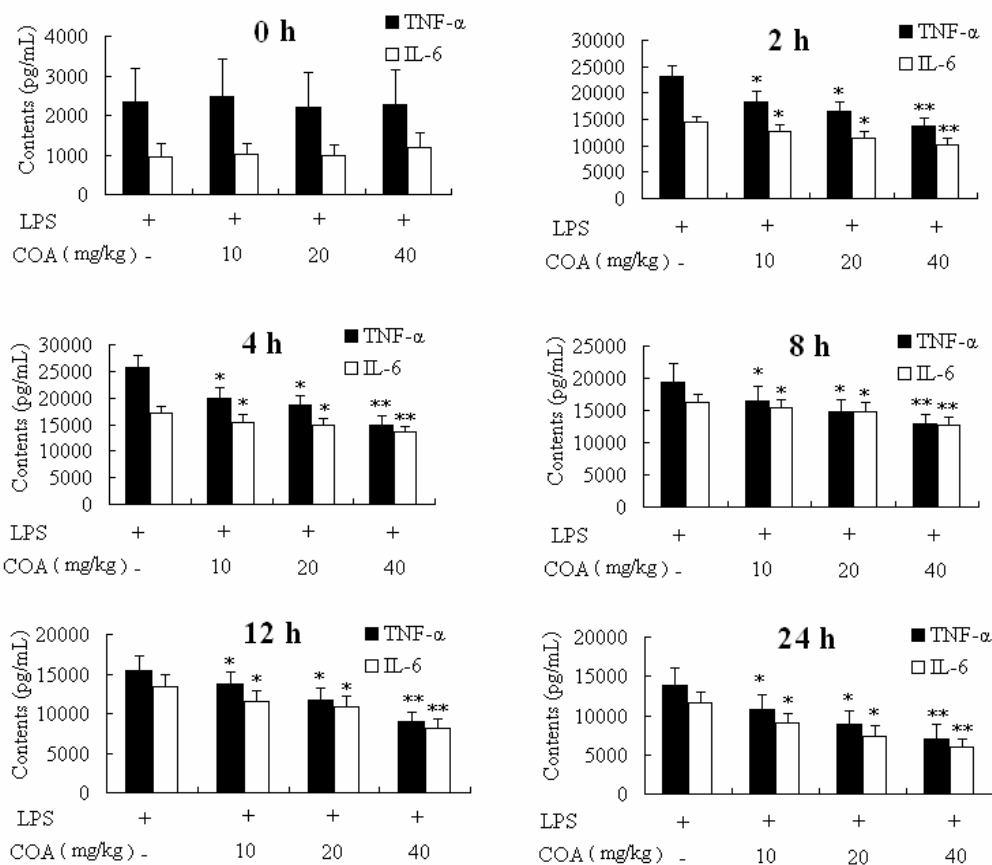 0 h
TNF-α
IL-6
Contents (pg/mL)
4000
3000
2000
1000
0
LPS + + + +
COA ( mg/kg ) - 10 20 40
2 h
TNF-α
IL-6
Contents (pg/mL)
30000
25000
20000
15000
10000
5000
0
* * * * ** **
LPS + + + +
COA ( mg/kg ) - 10 20 40
4 h
TNF-α
IL-6
Contents (pg/mL)
30000
25000
20000
15000
10000
5000
0
* * * * ** **
LPS + + + +
COA ( mg/kg ) - 10 20 40
8 h
TNF-α
IL-6
Contents (pg/mL)
25000
20000
15000
10000
5000
0
* * * * ** **
LPS + + + +
COA ( mg/kg ) - 10 20 40
12 h
TNF-α
IL-6
Contents (pg/mL)
20000
15000
10000
5000
0
* * * * ** **
LPS + + + +
COA ( mg/kg ) - 10 20 40
24 h
TNF-α
IL-6
Contents (pg/mL)
20000
15000
10000
5000
0
* * * * ** **
LPS + + + +
COA ( mg/kg ) - 10 20 40